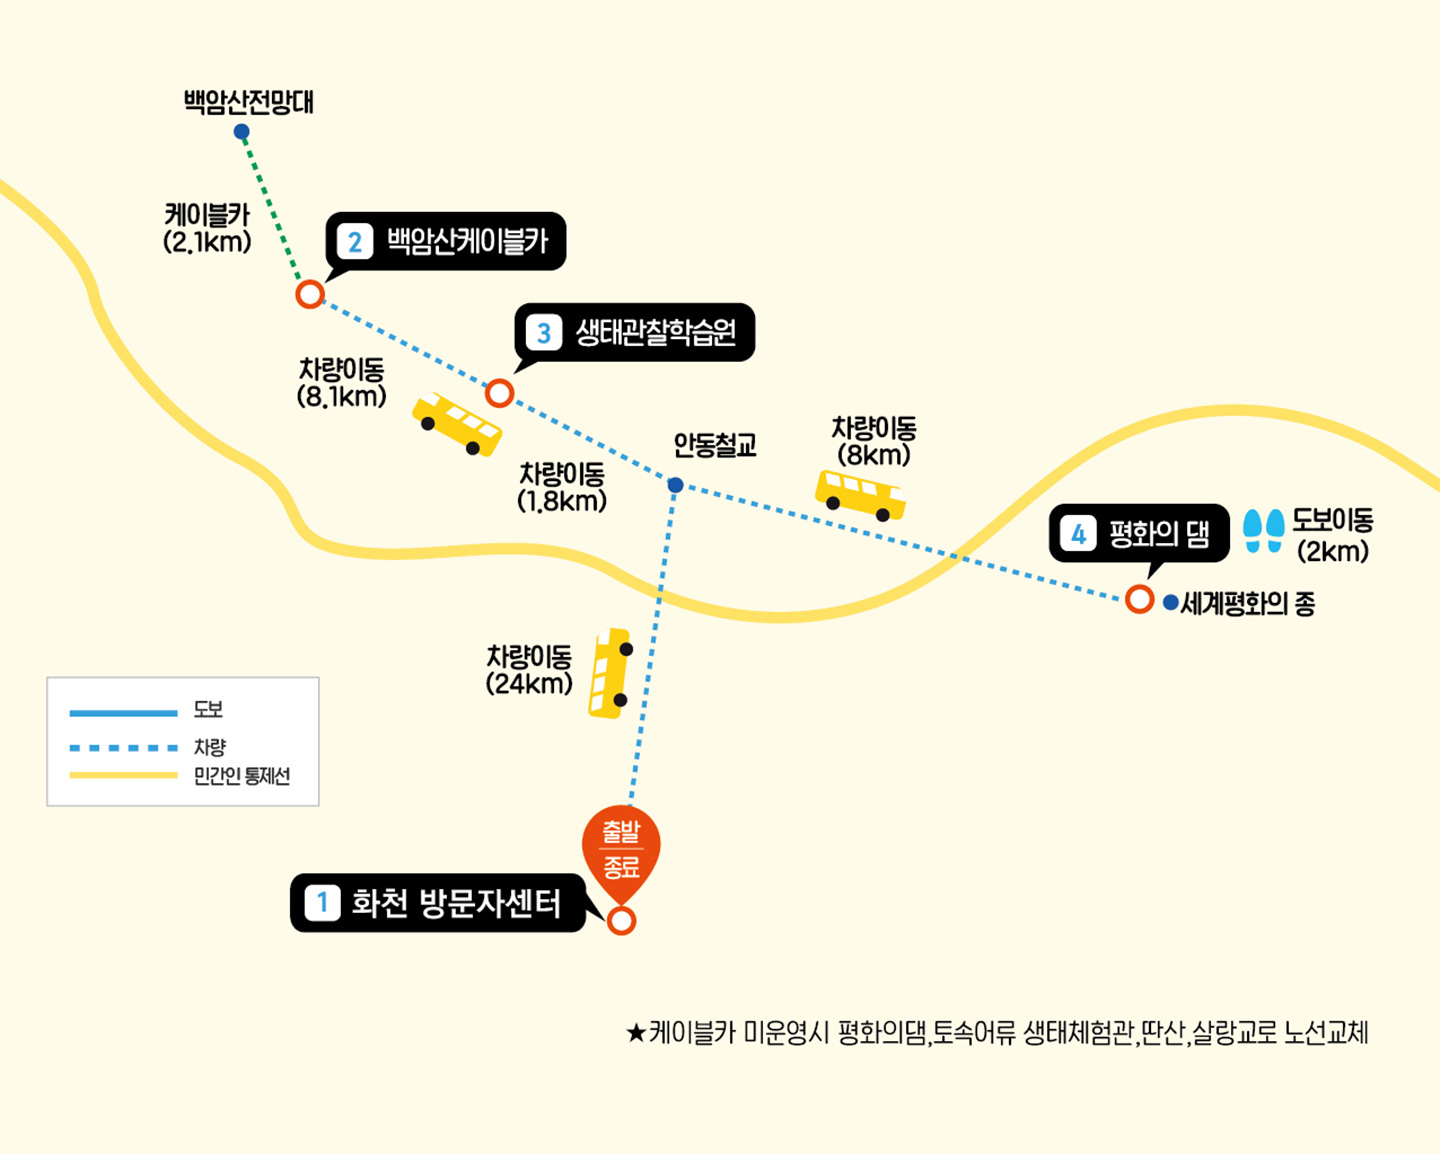 백암산전망대
케이블카
(2.1km)
2 백암산케이블카
3 생태관찰학습원
차량이동
(8.1km)
안동철교
차량이동
(8km)
차량이동
(1.8km)
4 평화의 댐
도보이동
(2km)
세계평화의 종
차량이동
(24km)
도보
차량
민간인 통제선
출발
종료
1 화천 방문자센터
★케이블카 미운영시 평화의댐,토속어류 생태체험관,딴산,살랑교로 노선교체